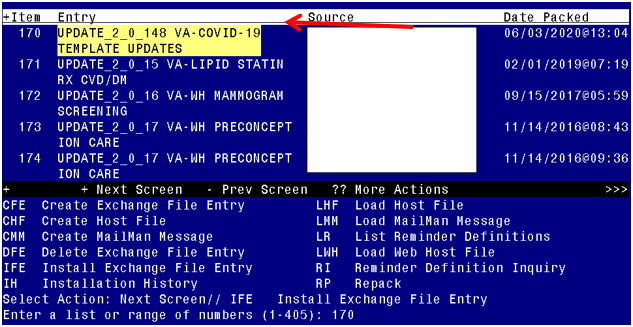 +Item Entry Source Date Packed
170 UPDATE_2_0_148 VA-COVID-19 06/03/2020@13:04
TEMPLATE UPDATES
171 UPDATE_2_0_15 VA-LIPID STATIN 02/01/2019@07:19
RX CVD/DM
172 UPDATE_2_0_16 VA-WH MAMMOGRAM 09/15/2017@05:59
SCREENING
173 UPDATE_2_0_17 VA-WH PRECONCEPT 11/14/2016@08:43
ION CARE
174 UPDATE_2_0_17 VA-WH PRECONCEPT 11/14/2016@09:36
ION CARE
+ + Next Screen - Prev Screen ?? More Actions >>>
CFE Create Exchange File Entry LHF Load Host File
CHF Create Host File LMM Load MailMan Message
CMM Create MailMan Message LR List Reminder Definitions
DFE Delete Exchange File Entry LWH Load Web Host File
IFE Install Exchange File Entry RI Reminder Definition Inquiry
IH Installation History RP Repack
Select Action: Next Screen// IFE Install Exchange File Entry
Enter a list or range of numbers (1-405): 170